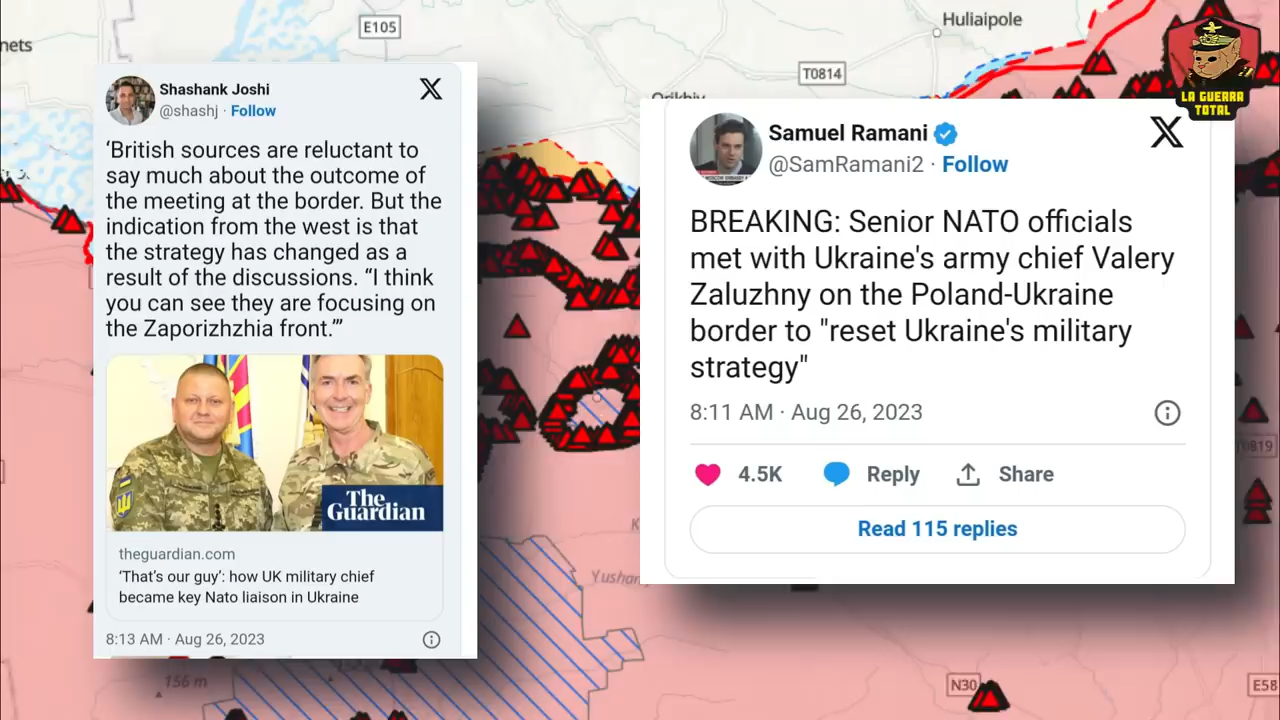 nets
E105
Huliaipole
T0814
Orikhiv
LA GUERRA
TOTAL
Shashank Joshi
@shashj · Follow
‘British sources are reluctant to
say much about the outcome of
the meeting at the border. But the
indication from the west is that
the strategy has changed as a
result of the discussions. “I think
you can see they are focusing on
the Zaporizhzhia front.”’
The
Guardian
theguardian.com
‘That’s our guy’: how UK military chief
became key Nato liaison in Ukraine
8:13 AM · Aug 26, 2023
Samuel Ramani
@SamRamani2 · Follow
BREAKING: Senior NATO officials
met with Ukraine's army chief Valery
Zaluzhny on the Poland-Ukraine
border to "reset Ukraine's military
strategy"
8:11 AM · Aug 26, 2023
4.5K Reply Share
Read 115 replies
T0819
Yushan
156 m
N30
E58